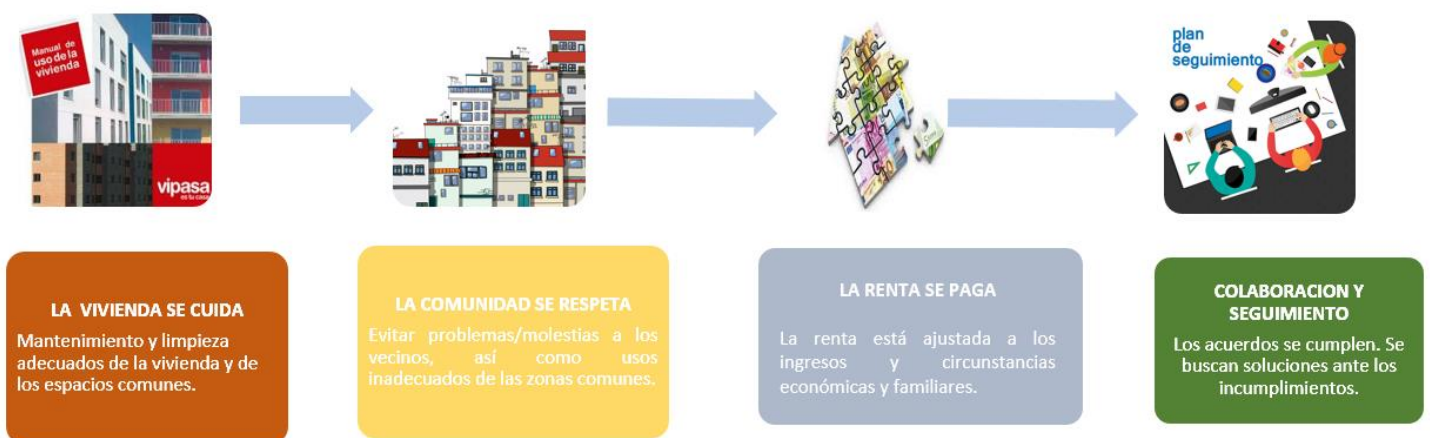 Manual de
uso de la
vivienda
vipasa
es tu casa
plan
de
seguimiento
LA VIVIENDA SE CUIDA
Mantenimiento y limpieza
adecuados de la vivienda y de
los espacios comunes.
LA COMUNIDAD SE RESPETA
Evitar problemas/molestias a los
vecinos, así como usos
inadecuados de las zonas comunes.
LA RENTA SE PAGA
La renta está ajustada a los
ingresos y circunstancias
económicas y familiares.
COLABORACION Y
SEGUIMIENTO
Los acuerdos se cumplen. Se
buscan soluciones ante los
incumplimientos.